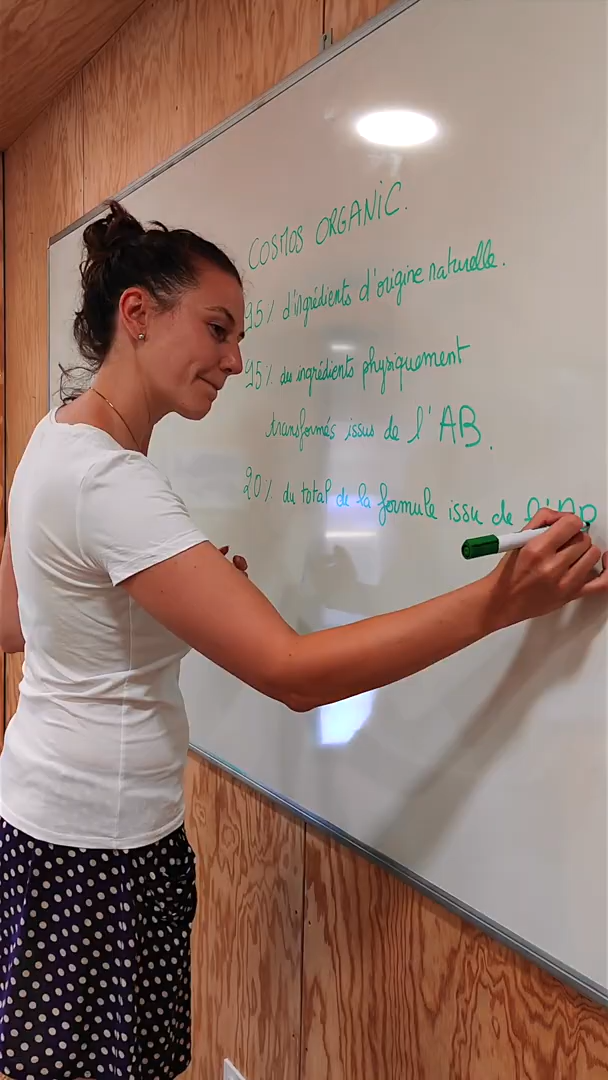 COSMOS ORGANIC.
95% d'ingrédients d'origine naturelle.
95% des ingrédients physiquement
transformés issus de l'AB.
20% du total de la formule issu de l'AB